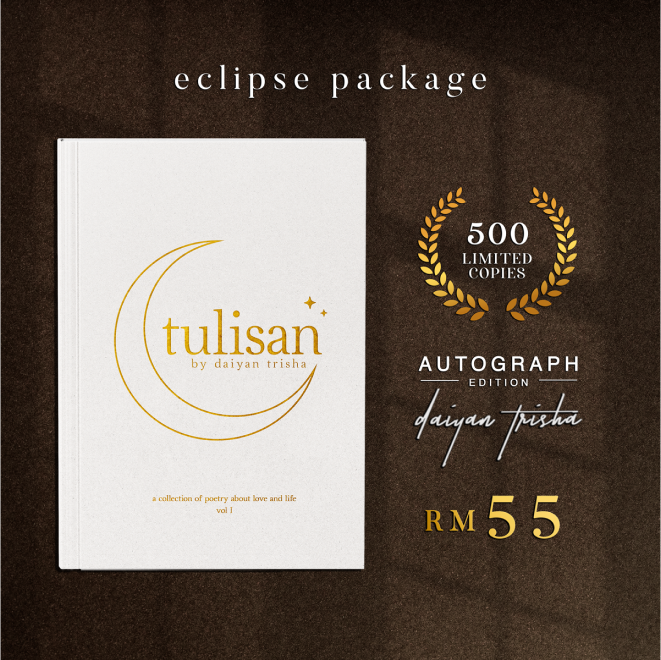 eclipse package
tulisan
by daiyan trisha
a collection of poetry about love and life
vol I
500
LIMITED
COPIES
AUTOGRAPH
EDITION
daiyan trisha
RM55